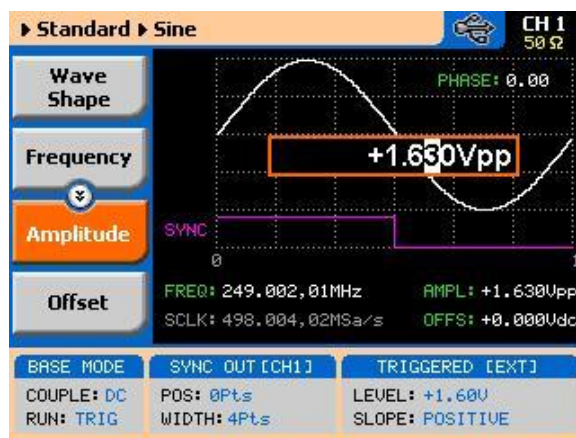 Standard Sine
CH 1
50 Ω
Wave
Shape
PHASE: 0.00
Frequency
+1.630Vpp
Amplitude
SYNC
0
1
Offset
FREQ: 249.002,01MHz
AMPL: +1.630Vpp
SCLK: 498.004,02MSa/s
OFFS: +0.000Vdc
BASE MODE
SYNC OUT [CH1]
TRIGGERED [EXT]
COUPLE: DC
POS: 0Pts
LEVEL: +1.60V
RUN: TRIG
WIDTH: 4Pts
SLOPE: POSITIVE